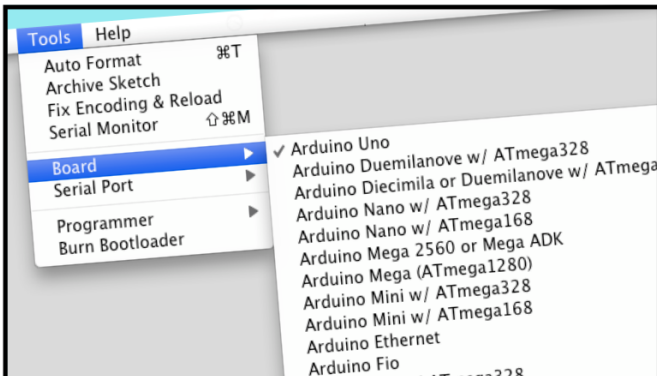 Tools Help
Auto Format ⌘T
Archive Sketch
Fix Encoding & Reload
Serial Monitor ⇧⌘M
Board
Serial Port
Programmer
Burn Bootloader
✓ Arduino Uno
Arduino Duemilanove w/ ATmega328
Arduino Diecimila or Duemilanove w/ ATmega
Arduino Nano w/ ATmega328
Arduino Nano w/ ATmega168
Arduino Mega 2560 or Mega ADK
Arduino Mega (ATmega1280)
Arduino Mini w/ ATmega328
Arduino Mini w/ ATmega168
Arduino Ethernet
Arduino Fio